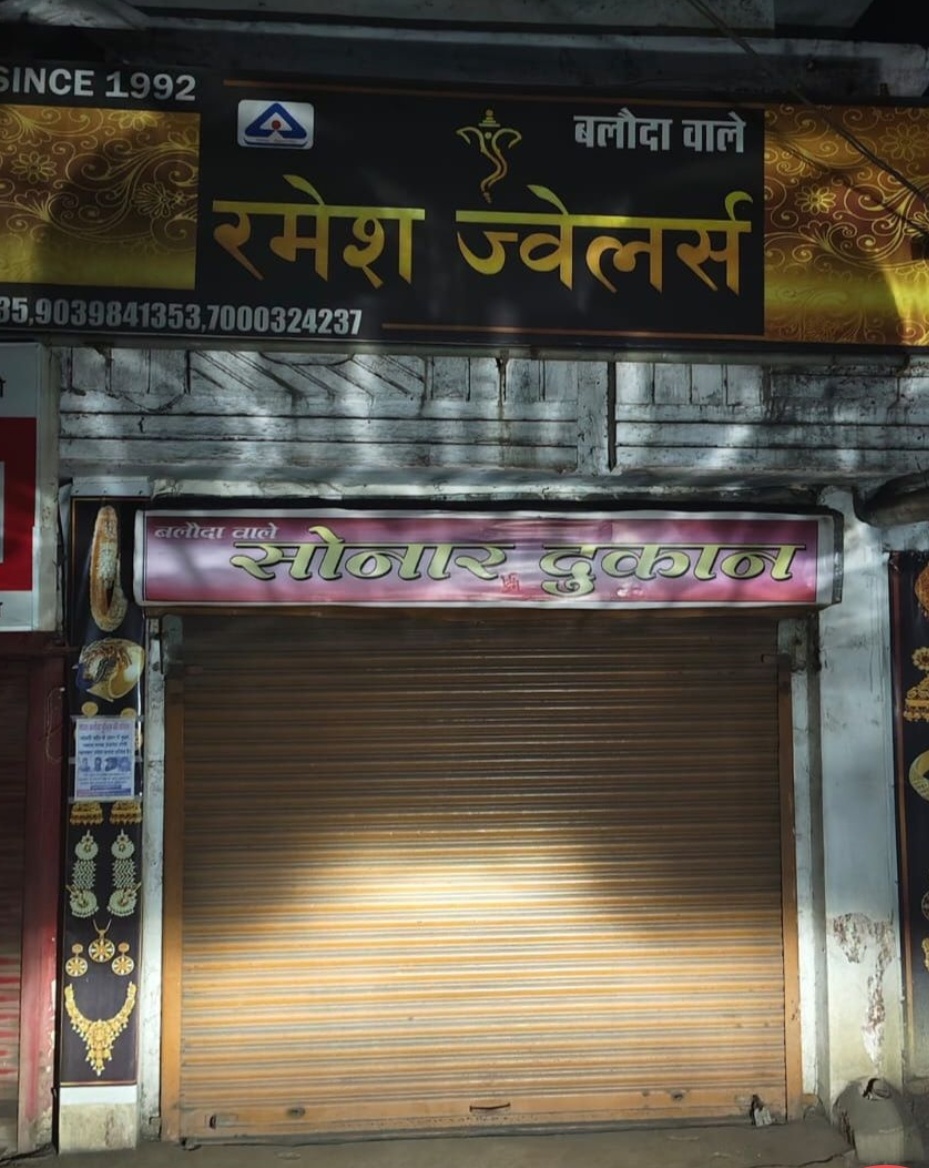 SINCE 1992
बलौदा वाले
रमेश ज्वेलर्स
35,9039841353,7000324237
बलौदा वाले
सोनार दुकान